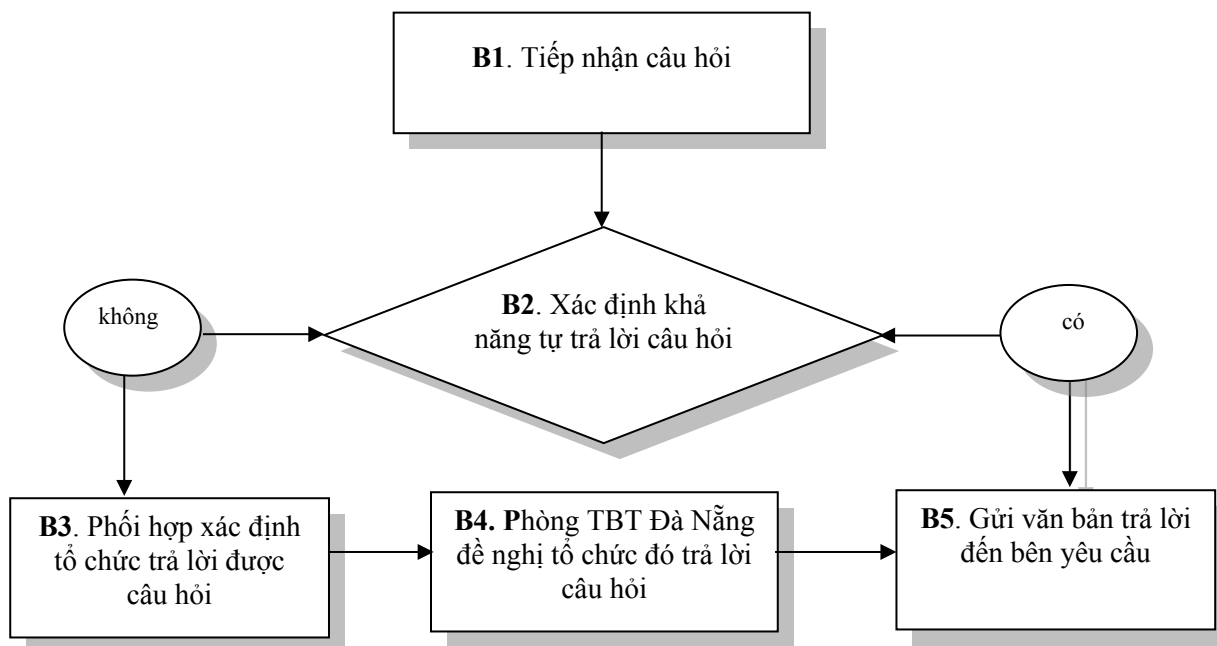 B1. Tiếp nhận câu hỏi
B2. Xác định khả
năng tự trả lời câu hỏi
không
có
B3. Phối hợp xác định
tổ chức trả lời được
câu hỏi
B4. Phòng TBT Đà Nẵng
đề nghị tổ chức đó trả lời
câu hỏi
B5. Gửi văn bản trả lời
đến bên yêu cầu